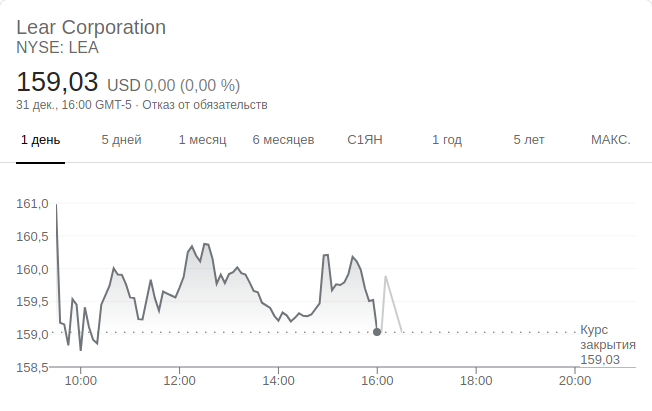 Lear Corporation
NYSE: LEA
159,03 USD 0,00 (0,00 %)
31 дек., 16:00 GMT-5 · Отказ от обязательств
1 день 5 дней 1 месяц 6 месяцев С1ЯН 1 год 5 лет МАКС.
161,0
160,5
160,0
159,5
159,0
158,5
Курс
закрытия
159,03
10:00 12:00 14:00 16:00 18:00 20:00